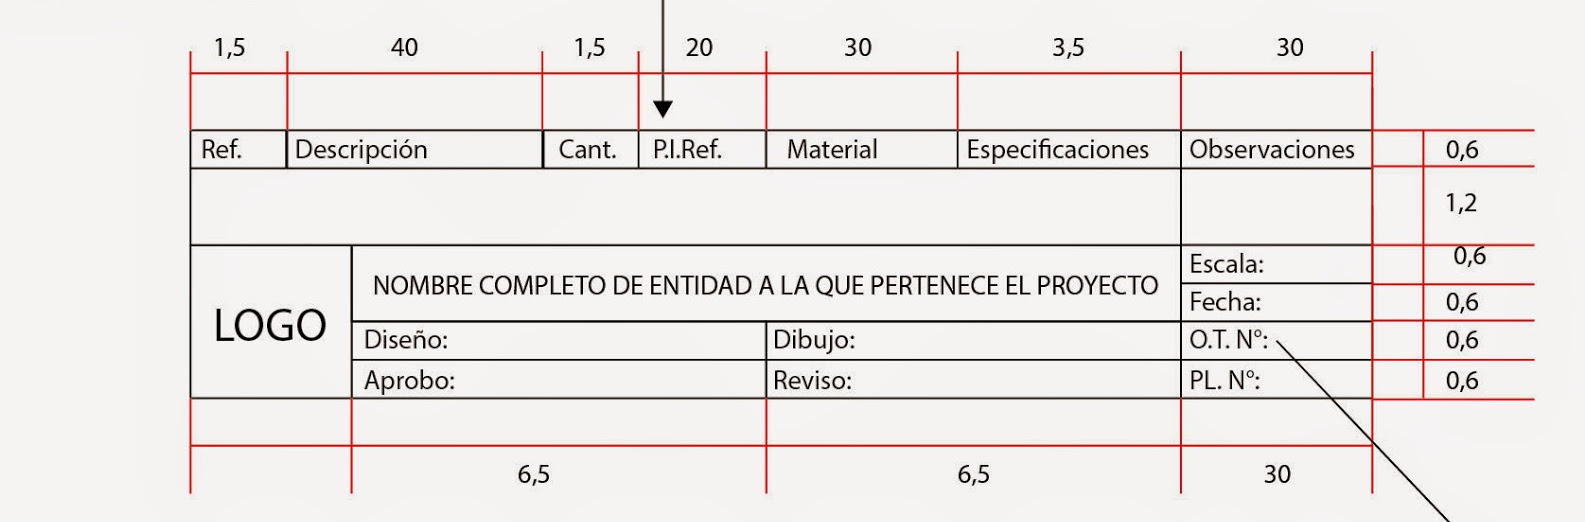 1,5 40 1,5 20 30 3,5 30
Ref. Descripción Cant. P.I.Ref. Material Especificaciones Observaciones 0,6
1,2
0,6
Escala:
NOMBRE COMPLETO DE ENTIDAD A LA QUE PERTENECE EL PROYECTO
Fecha: 0,6
LOGO
Diseño: Dibujo: O.T. N°: 0,6
Aprobo: Reviso: PL. N°: 0,6
6,5 6,5 30